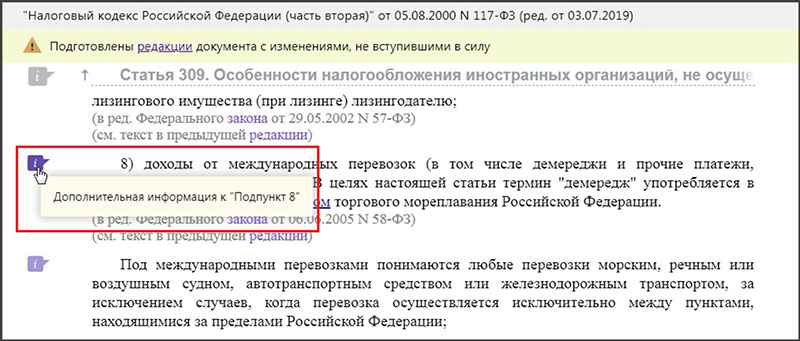 "Налоговый кодекс Российской Федерации (часть вторая)" от 05.08.2000 N 117-ФЗ (ред. от 03.07.2019)
Подготовлены редакции документа с изменениями, не вступившими в силу
i ↑ Статья 309. Особенности налогообложения иностранных организаций, не осуще
лизингового имущества (при лизинге) лизингодателю;
(в ред. Федерального закона от 29.05.2002 N 57-ФЗ)
(см. текст в предыдущей редакции)
i 8) доходы от международных перевозок (в том числе демереджи и прочие платежи,
В целях настоящей статьи термин "демередж" употребляется в
Дополнительная информация к "Подпункт 8"
ом торгового мореплавания Российской Федерации.
(в ред. Федерального закона от 06.06.2005 N 58-ФЗ)
(см. текст в предыдущей редакции)
i Под международными перевозками понимаются любые перевозки морским, речным или
воздушным судном, автотранспортным средством или железнодорожным транспортом, за
исключением случаев, когда перевозка осуществляется исключительно между пунктами,
находящимися за пределами Российской Федерации;